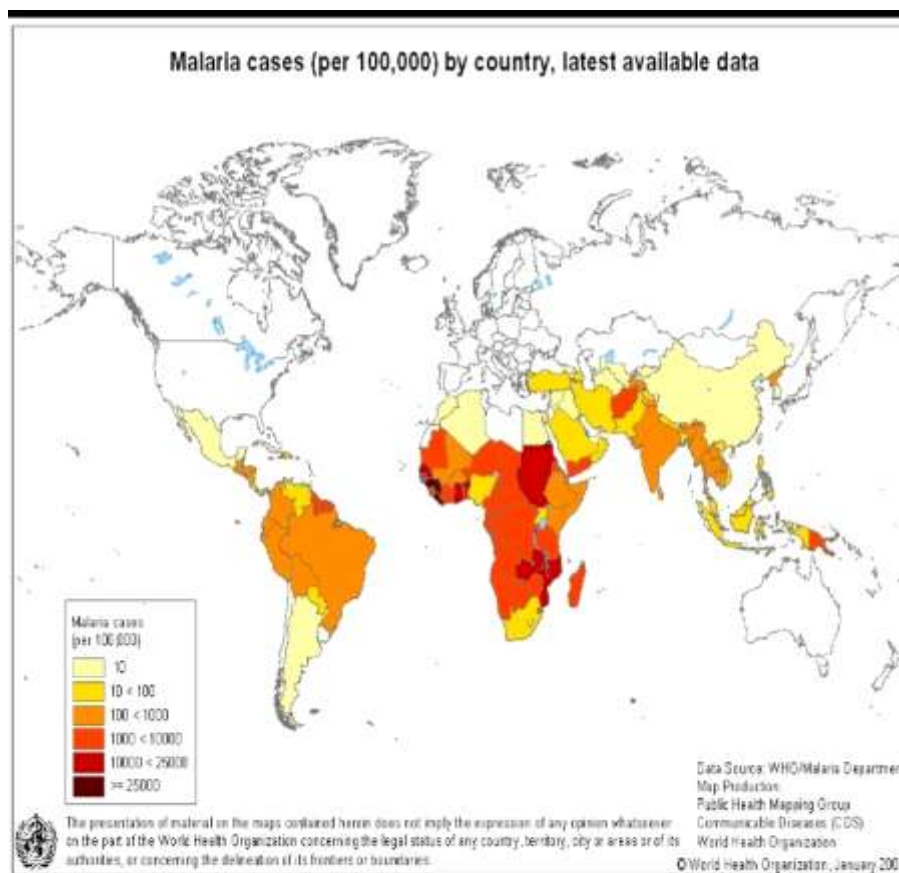 Malaria cases (per 100,000) by country, latest available data
Malaria cases
(per 100,000)
10
10 < 100
100 < 1000
1000 < 10000
10000 < 25000
>= 25000
Data Source: WHO/Malaria Departmen
Map Production:
Public Health Mapping Group
Communicable Diseases (CDS)
World Health Organization
The presentation of material on the maps contained herein does not imply the expression of any opinion whatsoever
on the part of the World Health Organization concerning the legal status of any country, territory, city or areas or of its
authorities, or concerning the delineation of its frontiers or boundaries.
© World Health Organization, January 200